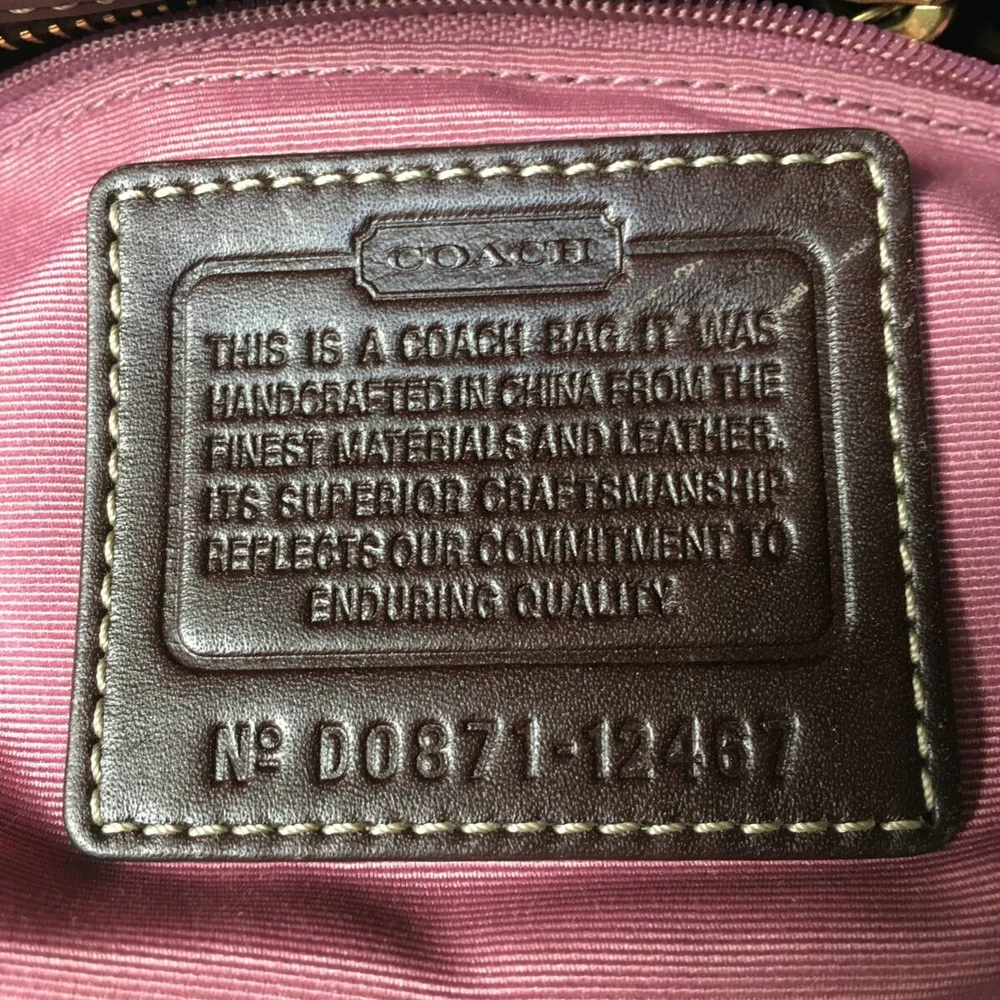 COACH
THIS IS A COACH BAG. IT WAS
HANDCRAFTED IN CHINA FROM THE
FINEST MATERIALS AND LEATHER.
ITS SUPERIOR CRAFTSMANSHIP
REFLECTS OUR COMMITMENT TO
ENDURING QUALITY.
Nº D0871-12467